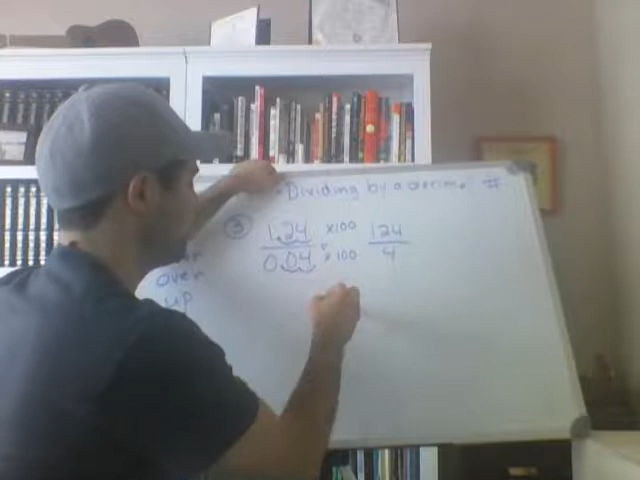 Dividing by a decimal #
3 1.24 x100 124
0.04 x100 4
over
up